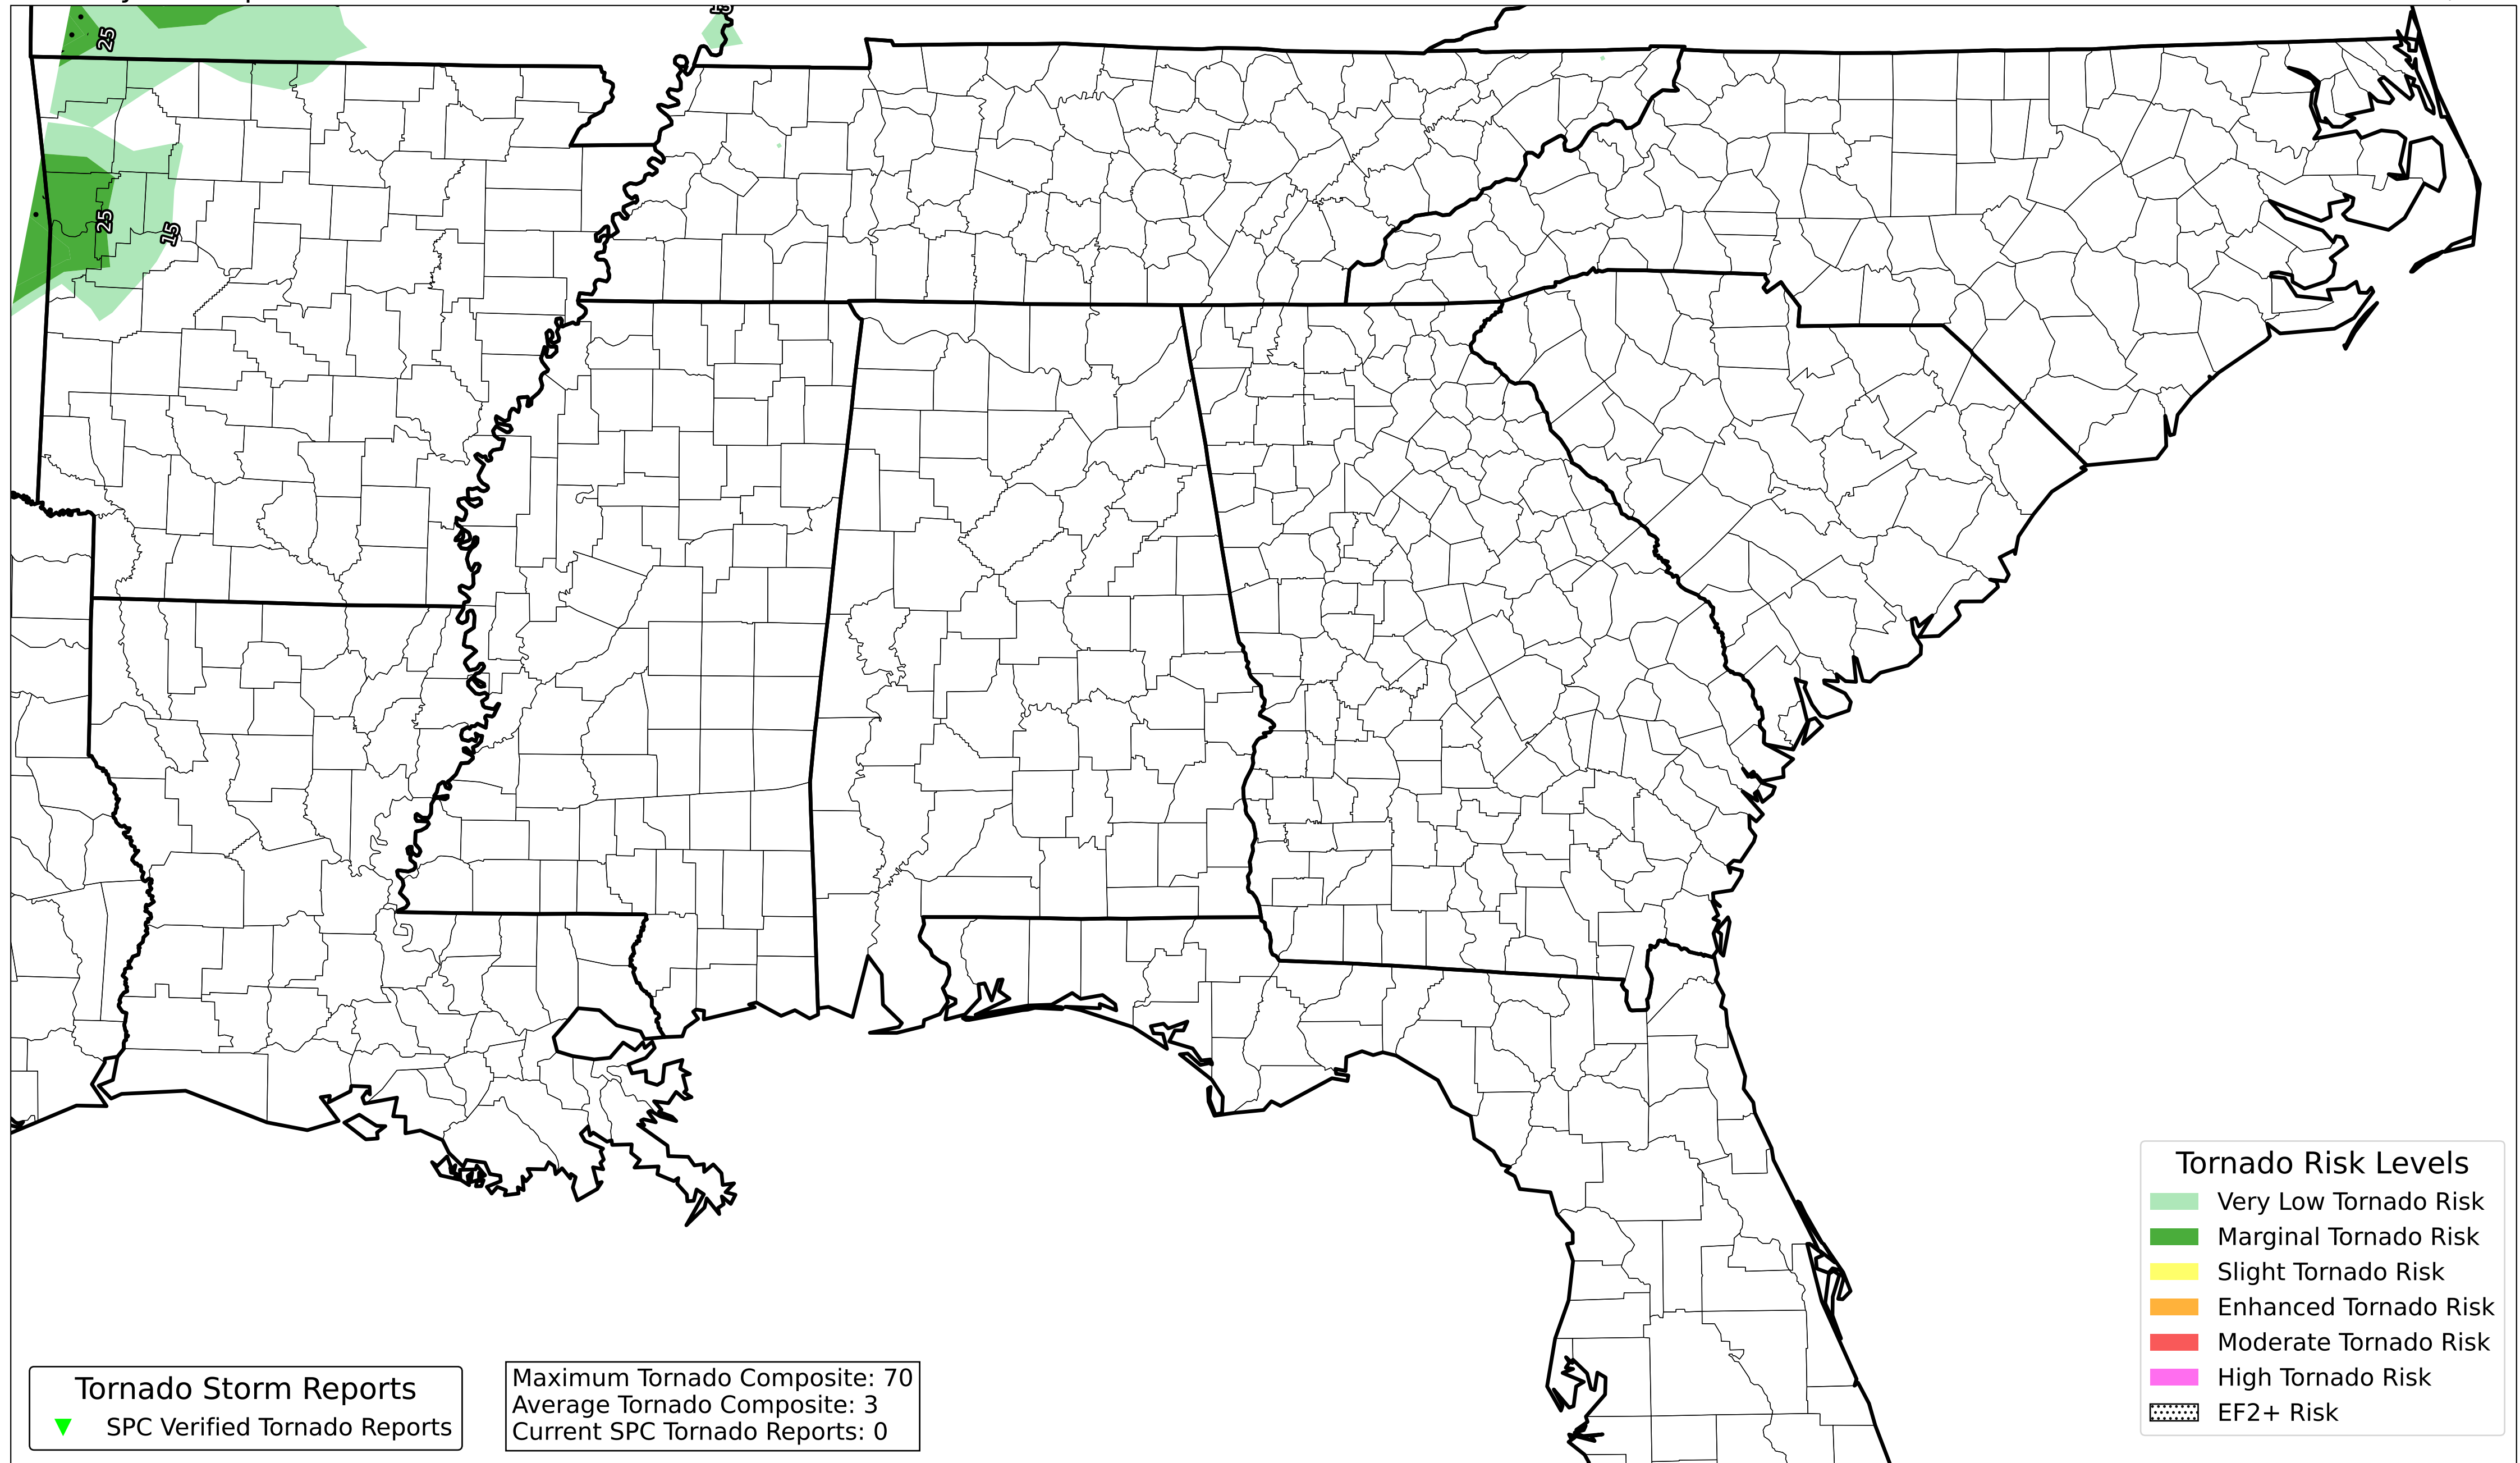 15
25
25
15
Tornado Risk Levels
Very Low Tornado Risk
Marginal Tornado Risk
Slight Tornado Risk
Enhanced Tornado Risk
Moderate Tornado Risk
High Tornado Risk
EF2+ Risk
Tornado Storm Reports
SPC Verified Tornado Reports
Maximum Tornado Composite: 70
Average Tornado Composite: 3
Current SPC Tornado Reports: 0